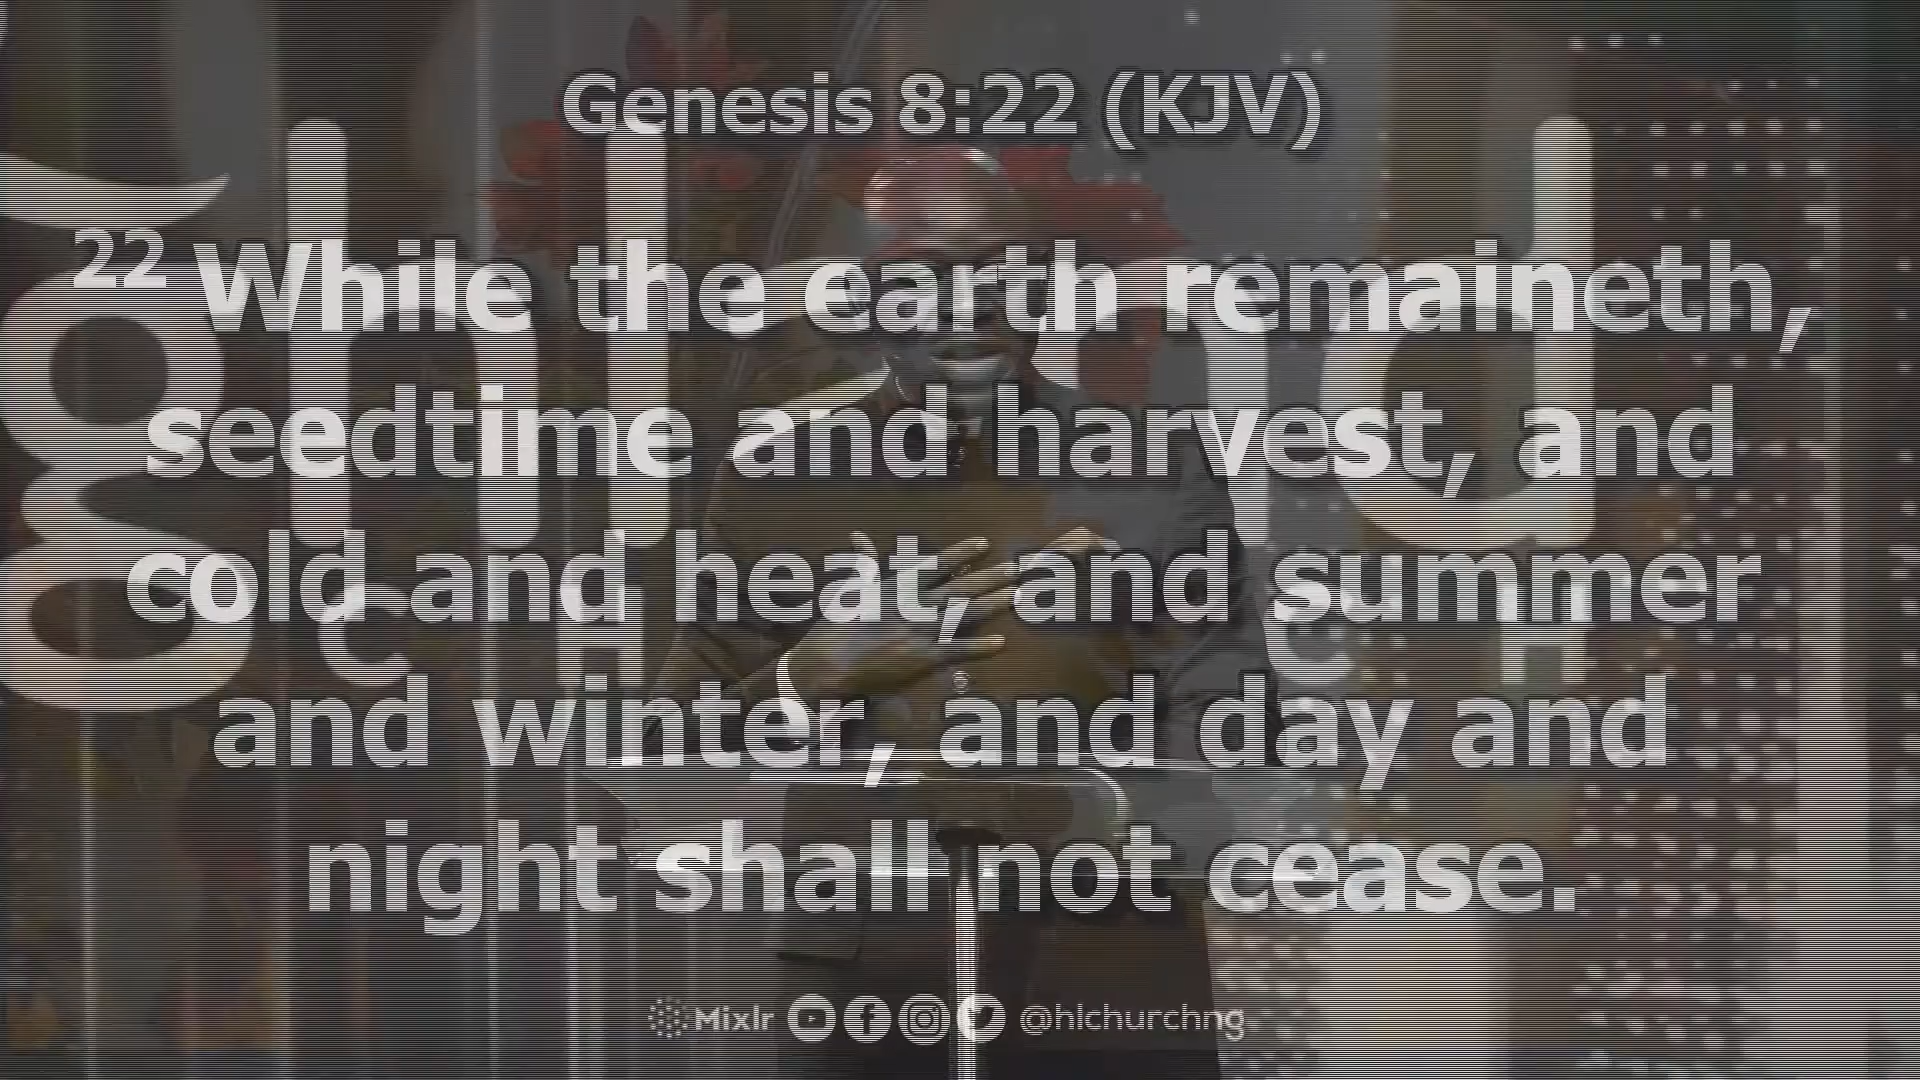 Genesis 8:22 (KJV)
22 While the earth remaineth,
seedtime and harvest, and
cold and heat, and summer
and winter, and day and
night shall not cease.
Mixlr @hlchurchng